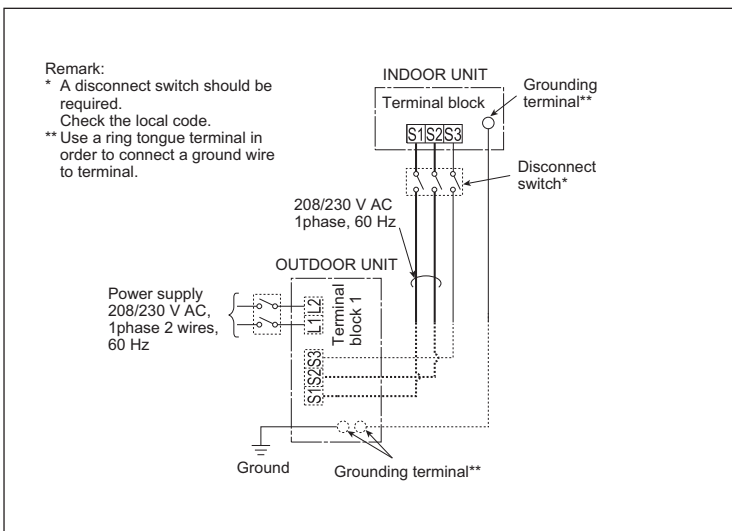 Remark:
* A disconnect switch should be
required.
Check the local code.
** Use a ring tongue terminal in
order to connect a ground wire
to terminal.
INDOOR UNIT
Terminal block
S1 S2 S3
Grounding
terminal**
Disconnect
switch*
208/230 V AC
1phase, 60 Hz
OUTDOOR UNIT
Power supply
208/230 V AC,
1phase 2 wires,
60 Hz
L1 L2
Terminal
block 1
S1 S2 S3
Ground
Grounding terminal**